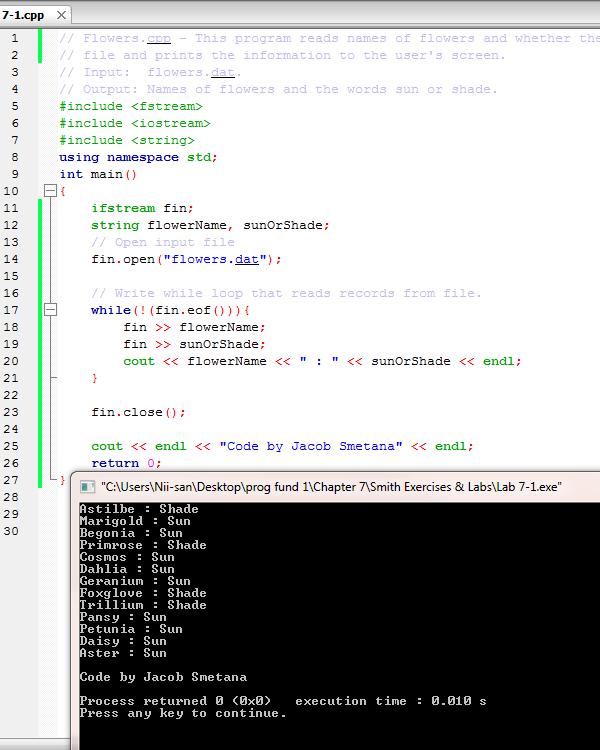 7-1.cpp X
1 // Flowers.cpp - This program reads names of flowers and whether the
2 // file and prints the information to the user's screen.
3 // Input:  flowers.dat.
4 // Output: Names of flowers and the words sun or shade.
5 #include <fstream>
6 #include <iostream>
7 #include <string>
8 using namespace std;
9 int main()
10 {
11 ifstream fin;
12 string flowerName, sunOrShade;
13 // Open input file
14 fin.open("flowers.dat");
15
16 // Write while loop that reads records from file.
17 while(!(fin.eof())){
18 fin >> flowerName;
19 fin >> sunOrShade;
20 cout << flowerName << " : " << sunOrShade << endl;
21 }
22
23 fin.close();
24
25 cout << endl << "Code by Jacob Smetana" << endl;
26 return 0;
27 }
28
29
30
"C:\Users\Nii-san\Desktop\prog fund 1\Chapter 7\Smith Exercises & Labs\Lab 7-1.exe"
Astilbe : Shade
Marigold : Sun
Begonia : Sun
Primrose : Shade
Cosmos : Sun
Dahlia : Sun
Geranium : Sun
Foxglove : Shade
Trillium : Shade
Pansy : Sun
Petunia : Sun
Daisy : Sun
Aster : Sun
Code by Jacob Smetana
Process returned 0 (0x0)   execution time : 0.010 s
Press any key to continue.